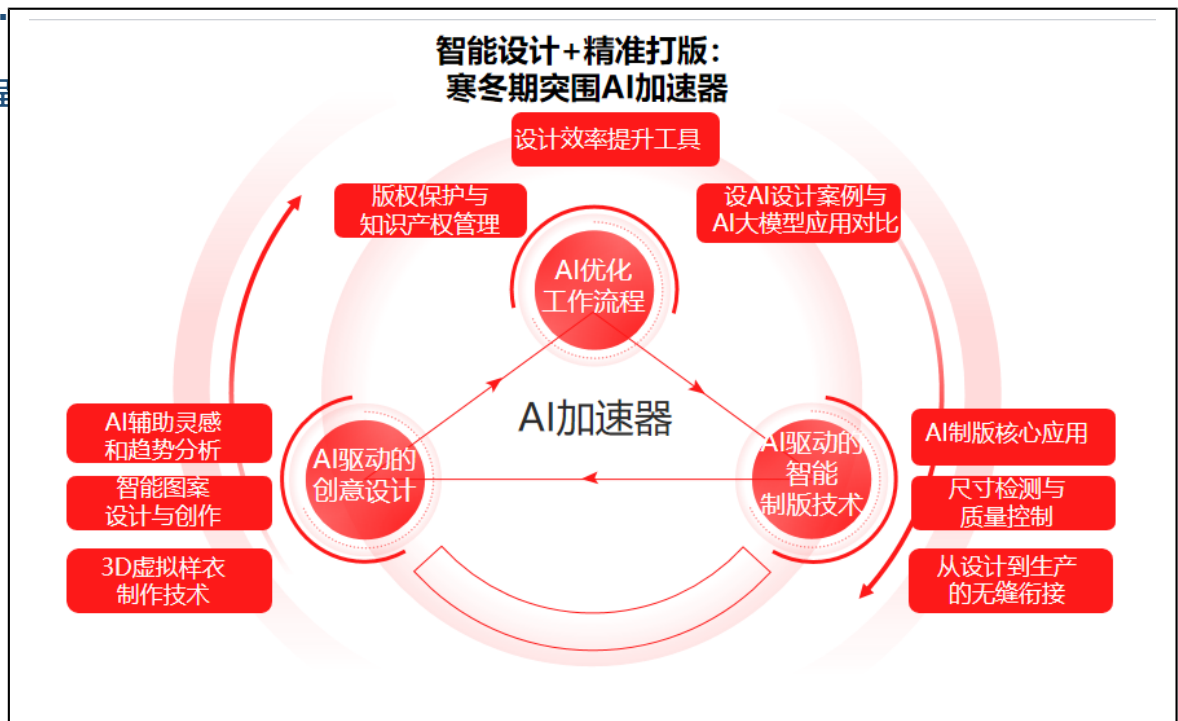 智能设计+精准打版：
寒冬期突围AI加速器
设计效率提升工具
版权保护与
知识产权管理
设AI设计案例与
AI大模型应用对比
AI优化
工作流程
AI加速器
AI辅助灵感
和趋势分析
智能图案
设计与创作
3D虚拟样衣
制作技术
AI驱动的
创意设计
AI驱动的
智能
制版技术
AI制版核心应用
尺寸检测与
质量控制
从设计到生产
的无缝衔接